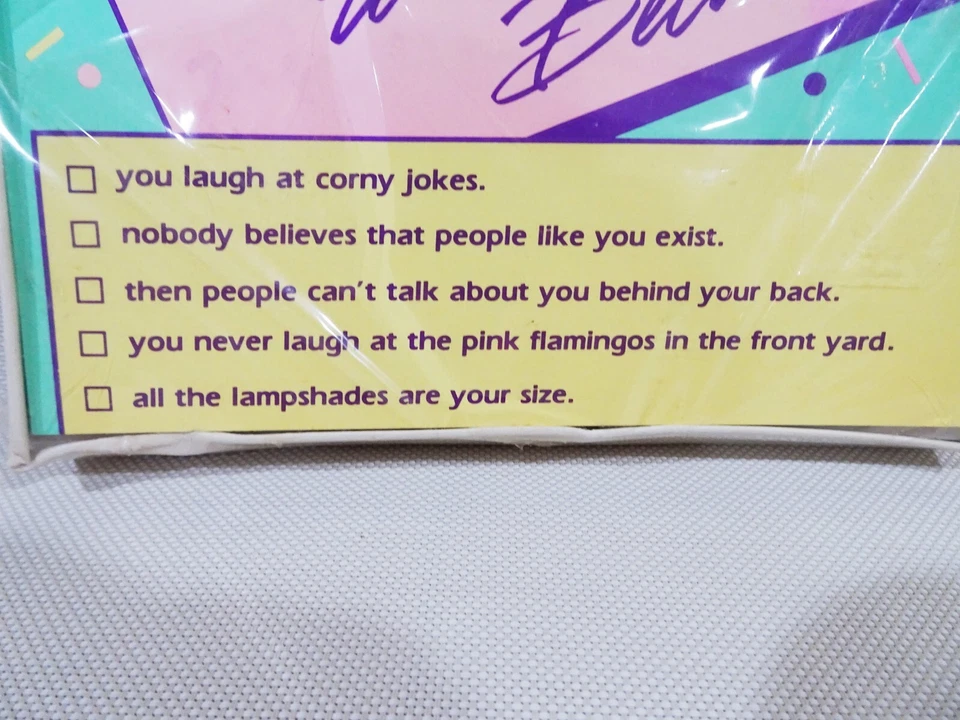 you laugh at corny jokes.
nobody believes that people like you exist.
then people can't talk about you behind your back.
you never laugh at the pink flamingos in the front yard.
all the lampshades are your size.